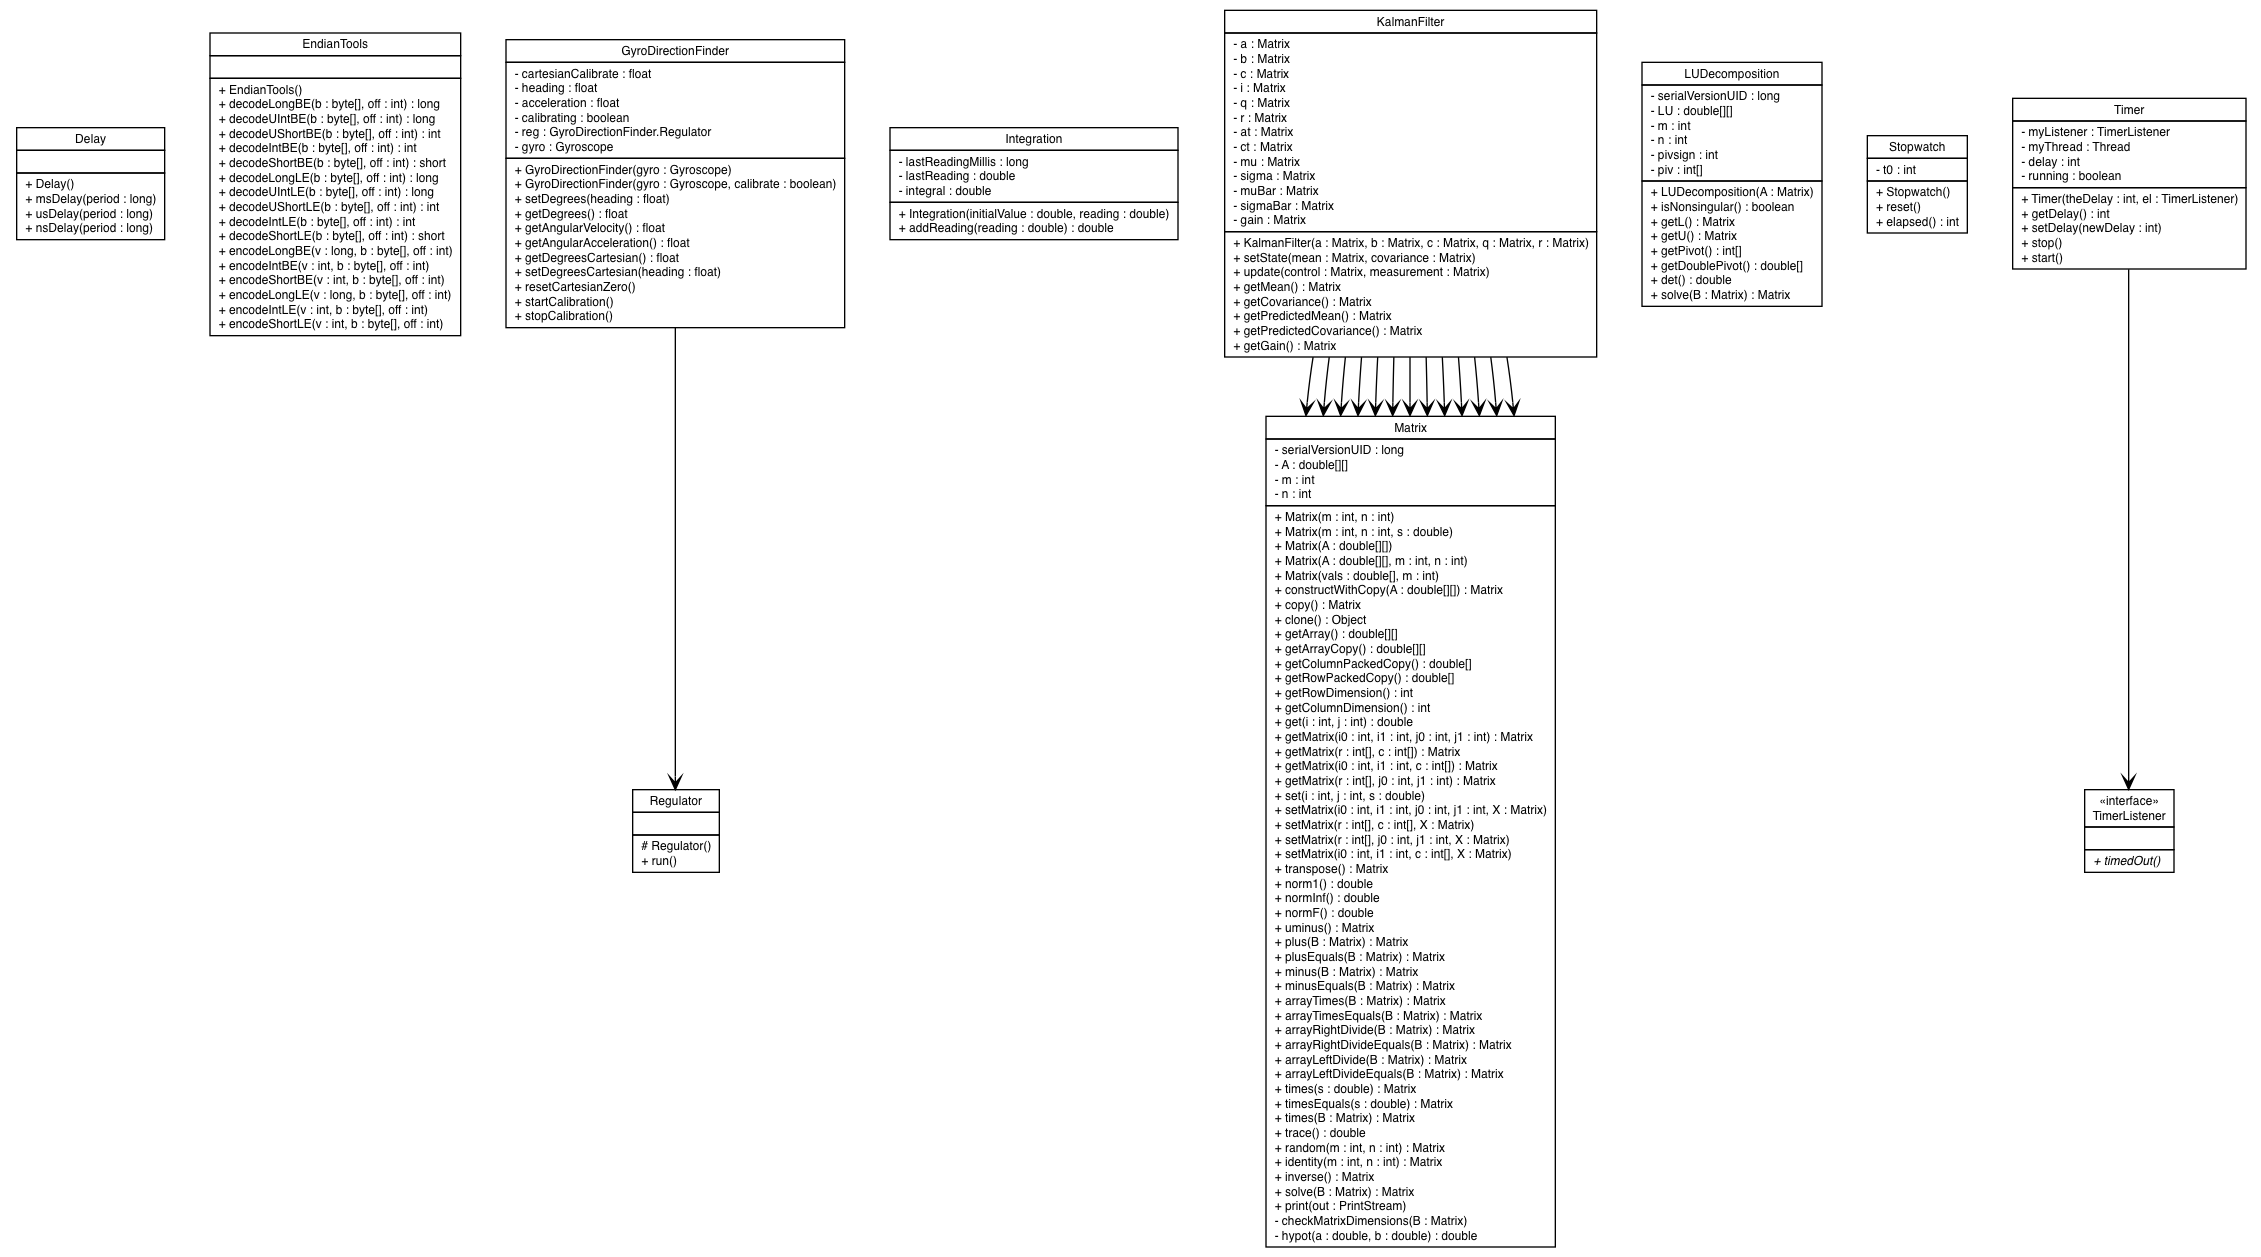 Delay
+ Delay()
+ msDelay(period : long)
+ usDelay(period : long)
+ nsDelay(period : long)
EndianTools
+ EndianTools()
+ decodeLongBE(b : byte[], off : int) : long
+ decodeUIntBE(b : byte[], off : int) : long
+ decodeUShortBE(b : byte[], off : int) : int
+ decodeIntBE(b : byte[], off : int) : int
+ decodeShortBE(b : byte[], off : int) : short
+ decodeLongLE(b : byte[], off : int) : long
+ decodeUIntLE(b : byte[], off : int) : long
+ decodeUShortLE(b : byte[], off : int) : int
+ decodeIntLE(b : byte[], off : int) : int
+ decodeShortLE(b : byte[], off : int) : short
+ encodeLongBE(v : long, b : byte[], off : int)
+ encodeIntBE(v : int, b : byte[], off : int)
+ encodeShortBE(v : int, b : byte[], off : int)
+ encodeLongLE(v : long, b : byte[], off : int)
+ encodeIntLE(v : int, b : byte[], off : int)
+ encodeShortLE(v : int, b : byte[], off : int)
GyroDirectionFinder
- cartesianCalibrate : float
- heading : float
- acceleration : float
- calibrating : boolean
- reg : GyroDirectionFinder.Regulator
- gyro : Gyroscope
+ GyroDirectionFinder(gyro : Gyroscope)
+ GyroDirectionFinder(gyro : Gyroscope, calibrate : boolean)
+ setDegrees(heading : float)
+ getDegrees() : float
+ getAngularVelocity() : float
+ getAngularAcceleration() : float
+ getDegreesCartesian() : float
+ setDegreesCartesian(heading : float)
+ resetCartesianZero()
+ startCalibration()
+ stopCalibration()
Regulator
# Regulator()
+ run()
Integration
- lastReadingMillis : long
- lastReading : double
- integral : double
+ Integration(initialValue : double, reading : double)
+ addReading(reading : double) : double
KalmanFilter
- a : Matrix
- b : Matrix
- c : Matrix
- i : Matrix
- q : Matrix
- r : Matrix
- at : Matrix
- ct : Matrix
- mu : Matrix
- sigma : Matrix
- muBar : Matrix
- sigmaBar : Matrix
- gain : Matrix
+ KalmanFilter(a : Matrix, b : Matrix, c : Matrix, q : Matrix, r : Matrix)
+ setState(mean : Matrix, covariance : Matrix)
+ update(control : Matrix, measurement : Matrix)
+ getMean() : Matrix
+ getCovariance() : Matrix
+ getPredictedMean() : Matrix
+ getPredictedCovariance() : Matrix
+ getGain() : Matrix
Matrix
- serialVersionUID : long
- A : double[][]
- m : int
- n : int
+ Matrix(m : int, n : int)
+ Matrix(m : int, n : int, s : double)
+ Matrix(A : double[][])
+ Matrix(A : double[][], m : int, n : int)
+ Matrix(vals : double[], m : int)
+ constructWithCopy(A : double[][]) : Matrix
+ copy() : Matrix
+ clone() : Object
+ getArray() : double[][]
+ getArrayCopy() : double[][]
+ getColumnPackedCopy() : double[]
+ getRowPackedCopy() : double[]
+ getRowDimension() : int
+ getColumnDimension() : int
+ get(i : int, j : int) : double
+ getMatrix(i0 : int, i1 : int, j0 : int, j1 : int) : Matrix
+ getMatrix(r : int[], c : int[]) : Matrix
+ getMatrix(i0 : int, i1 : int, c : int[]) : Matrix
+ getMatrix(r : int[], j0 : int, j1 : int) : Matrix
+ set(i : int, j : int, s : double)
+ setMatrix(i0 : int, i1 : int, j0 : int, j1 : int, X : Matrix)
+ setMatrix(r : int[], c : int[], X : Matrix)
+ setMatrix(r : int[], j0 : int, j1 : int, X : Matrix)
+ setMatrix(i0 : int, i1 : int, c : int[], X : Matrix)
+ transpose() : Matrix
+ norm1() : double
+ normInf() : double
+ normF() : double
+ uminus() : Matrix
+ plus(B : Matrix) : Matrix
+ plusEquals(B : Matrix) : Matrix
+ minus(B : Matrix) : Matrix
+ minusEquals(B : Matrix) : Matrix
+ arrayTimes(B : Matrix) : Matrix
+ arrayTimesEquals(B : Matrix) : Matrix
+ arrayRightDivide(B : Matrix) : Matrix
+ arrayRightDivideEquals(B : Matrix) : Matrix
+ arrayLeftDivide(B : Matrix) : Matrix
+ arrayLeftDivideEquals(B : Matrix) : Matrix
+ times(s : double) : Matrix
+ timesEquals(s : double) : Matrix
+ times(B : Matrix) : Matrix
+ trace() : double
+ random(m : int, n : int) : Matrix
+ identity(m : int, n : int) : Matrix
+ inverse() : Matrix
+ solve(B : Matrix) : Matrix
+ print(out : PrintStream)
- checkMatrixDimensions(B : Matrix)
- hypot(a : double, b : double) : double
LUDecomposition
- serialVersionUID : long
- LU : double[][]
- m : int
- n : int
- pivsign : int
- piv : int[]
+ LUDecomposition(A : Matrix)
+ isNonsingular() : boolean
+ getL() : Matrix
+ getU() : Matrix
+ getPivot() : int[]
+ getDoublePivot() : double[]
+ det() : double
+ solve(B : Matrix) : Matrix
Stopwatch
- t0 : int
+ Stopwatch()
+ reset()
+ elapsed() : int
Timer
- myListener : TimerListener
- myThread : Thread
- delay : int
- running : boolean
+ Timer(theDelay : int, el : TimerListener)
+ getDelay() : int
+ setDelay(newDelay : int)
+ stop()
+ start()
«interface»
TimerListener
+ timedOut()